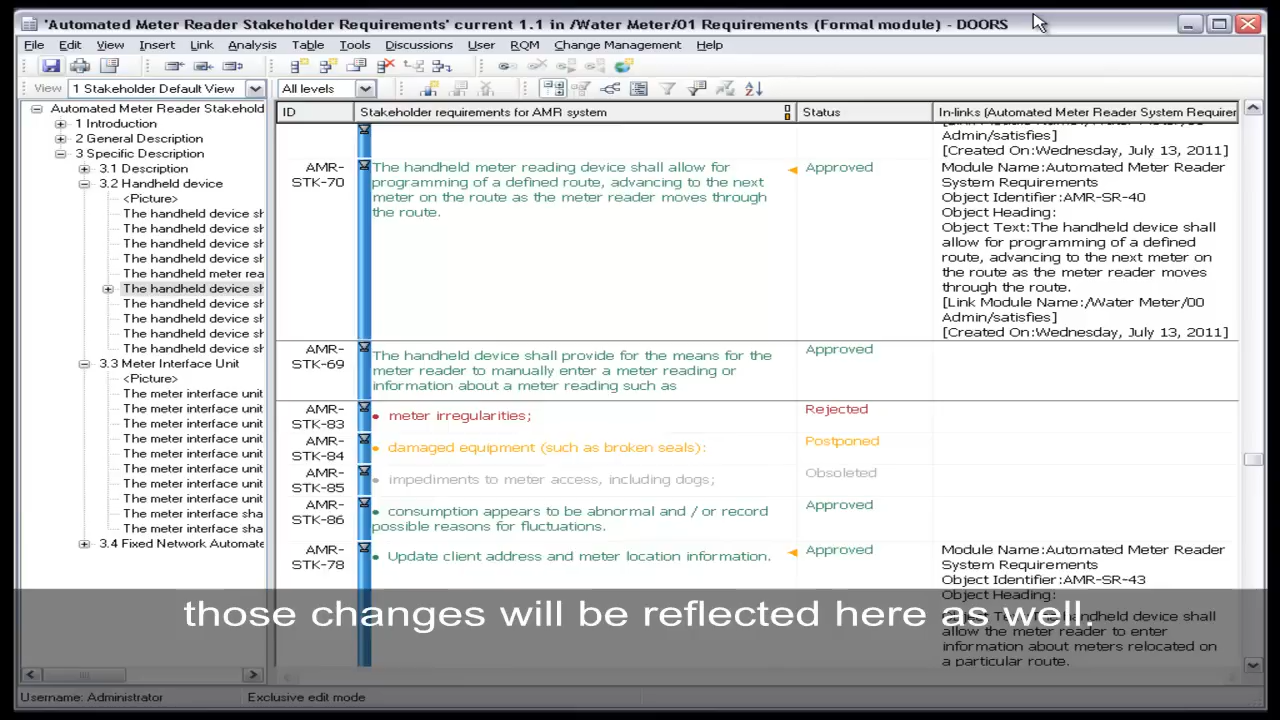 'Automated Meter Reader Stakeholder Requirements' current 1.1 in /Water Meter/01 Requirements (Formal module) - DOORS
File Edit View Insert Link Analysis Table Tools Discussions User RQM Change Management Help
View 1 Stakeholder Default View All levels
Automated Meter Reader Stakehold
1 Introduction
2 General Description
3 Specific Description
3.1 Description
3.2 Handheld device
<Picture>
The handheld device sh
The handheld device sh
The handheld device sh
The handheld device sh
The handheld meter rea
The handheld device sh
The handheld device sh
The handheld device sh
The handheld device sh
The handheld device sh
3.3 Meter Interface Unit
<Picture>
The meter interface unit
The meter interface unit
The meter interface unit
The meter interface unit
The meter interface unit
The meter interface unit
The meter interface unit
The meter interface unit
The meter interface sha
The meter interface sha
3.4 Fixed Network Automate
ID Stakeholder requirements for AMR system Status In-links (Automated Meter Reader System Requirer
Admin/satisfies]
[Created On:Wednesday, July 13, 2011]
AMR-
STK-70
The handheld meter reading device shall allow for
programming of a defined route, advancing to the next
meter on the route as the meter reader moves through
the route.
Approved
Module Name:Automated Meter Reader
System Requirements
Object Identifier:AMR-SR-40
Object Heading:
Object Text:The handheld device shall
allow for programming of a defined
route, advancing to the next meter on
the route as the meter reader moves
through the route.
[Link Module Name:/Water Meter/00
Admin/satisfies]
[Created On:Wednesday, July 13, 2011]
AMR-
STK-69
The handheld device shall provide for the means for the
meter reader to manually enter a meter reading or
information about a meter reading such as
Approved
AMR-
STK-83
• meter irregularities;
Rejected
AMR-
STK-84
• damaged equipment (such as broken seals):
Postponed
AMR-
STK-85
• impediments to meter access, including dogs;
Obsoleted
AMR-
STK-86
• consumption appears to be abnormal and / or record
possible reasons for fluctuations.
Approved
AMR-
STK-78
• Update client address and meter location information.
Approved
Module Name:Automated Meter Reader
System Requirements
Object Identifier:AMR-SR-43
Object Heading:
Object Text:The handheld device shall
allow the meter reader to enter
information about meters relocated on
a particular route.
those changes will be reflected here as well.
Username: Administrator Exclusive edit mode